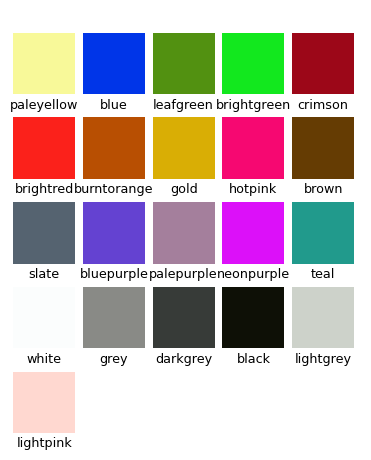 paleyellow blue leafgreen brightgreen crimson
brightred burntorange gold hotpink brown
slate bluepurple palepurple neonpurple teal
white grey darkgrey black lightgrey
lightpink